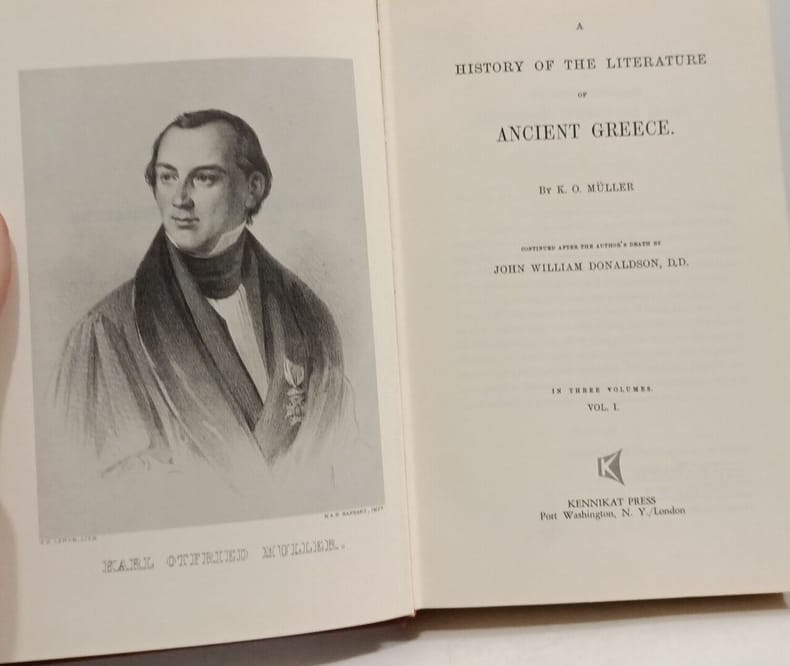 KARL OTFRIED MULLER.
A
HISTORY OF THE LITERATURE
OF
ANCIENT GREECE.
BY K. O. MÜLLER
CONTINUED AFTER THE AUTHOR'S DEATH BY
JOHN WILLIAM DONALDSON, D.D.
IN THREE VOLUMES.
VOL. I.
K
KENNIKAT PRESS
Port Washington, N. Y./London